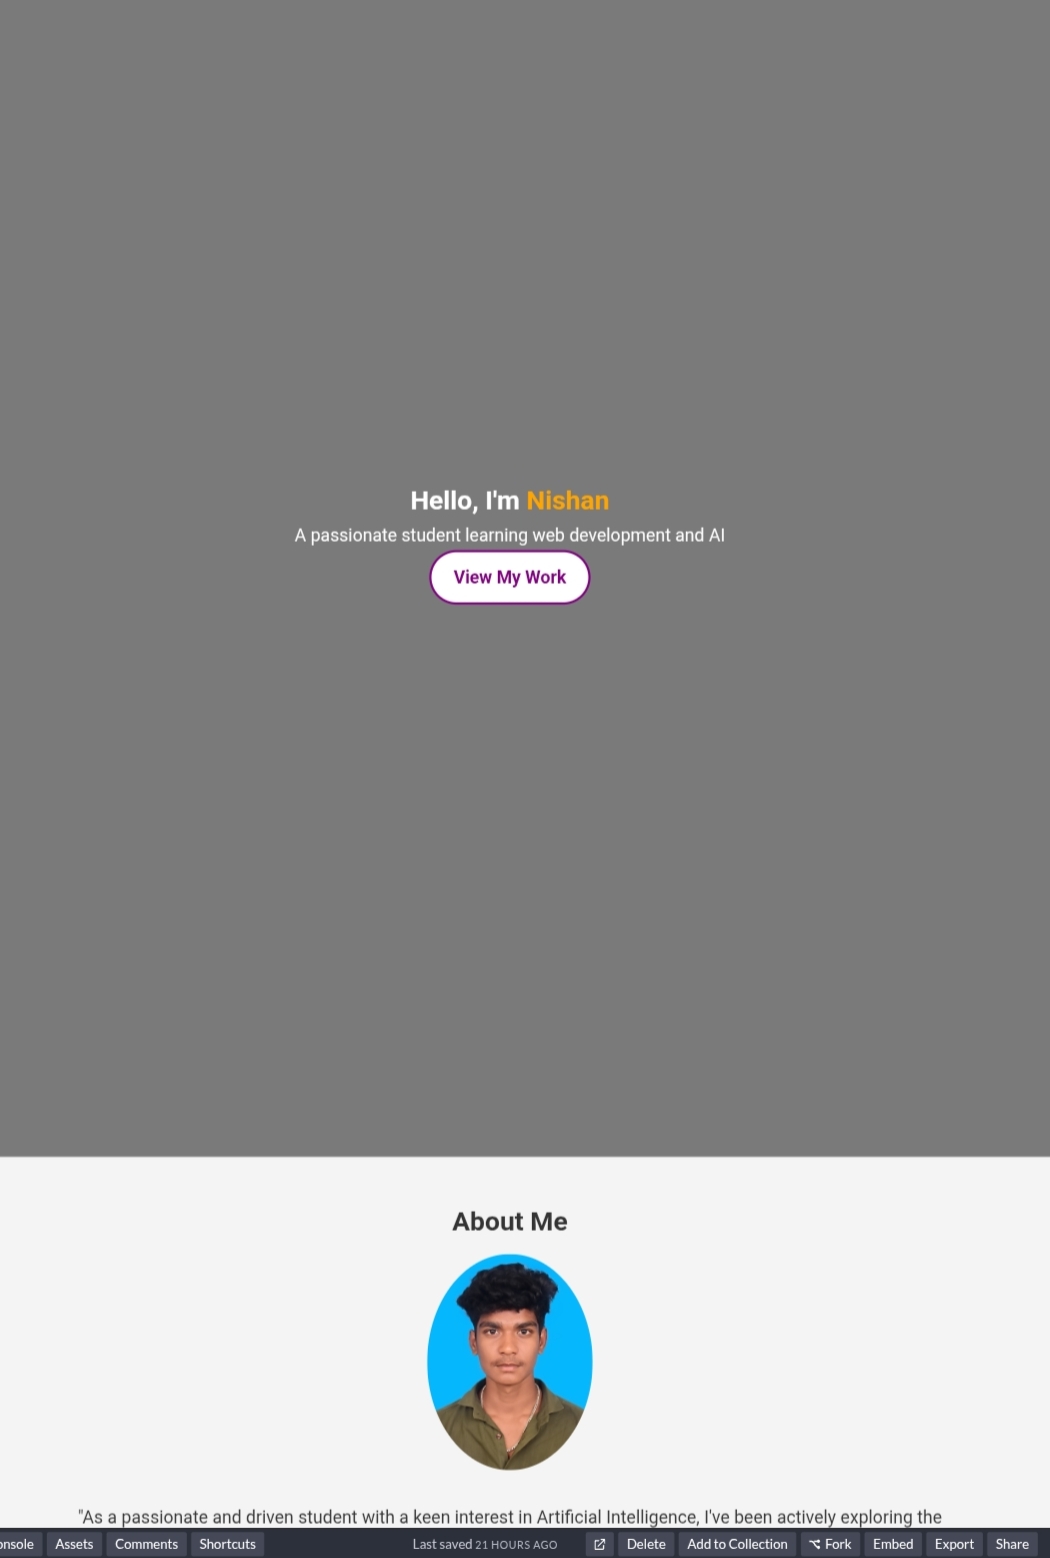 Hello, I'm Nishan
A passionate student learning web development and AI
View My Work
About Me
"As a passionate and driven student with a keen interest in Artificial Intelligence, I've been actively exploring the
Assets Comments Shortcuts Last saved 21 HOURS AGO Delete Add to Collection Fork Embed Export Share